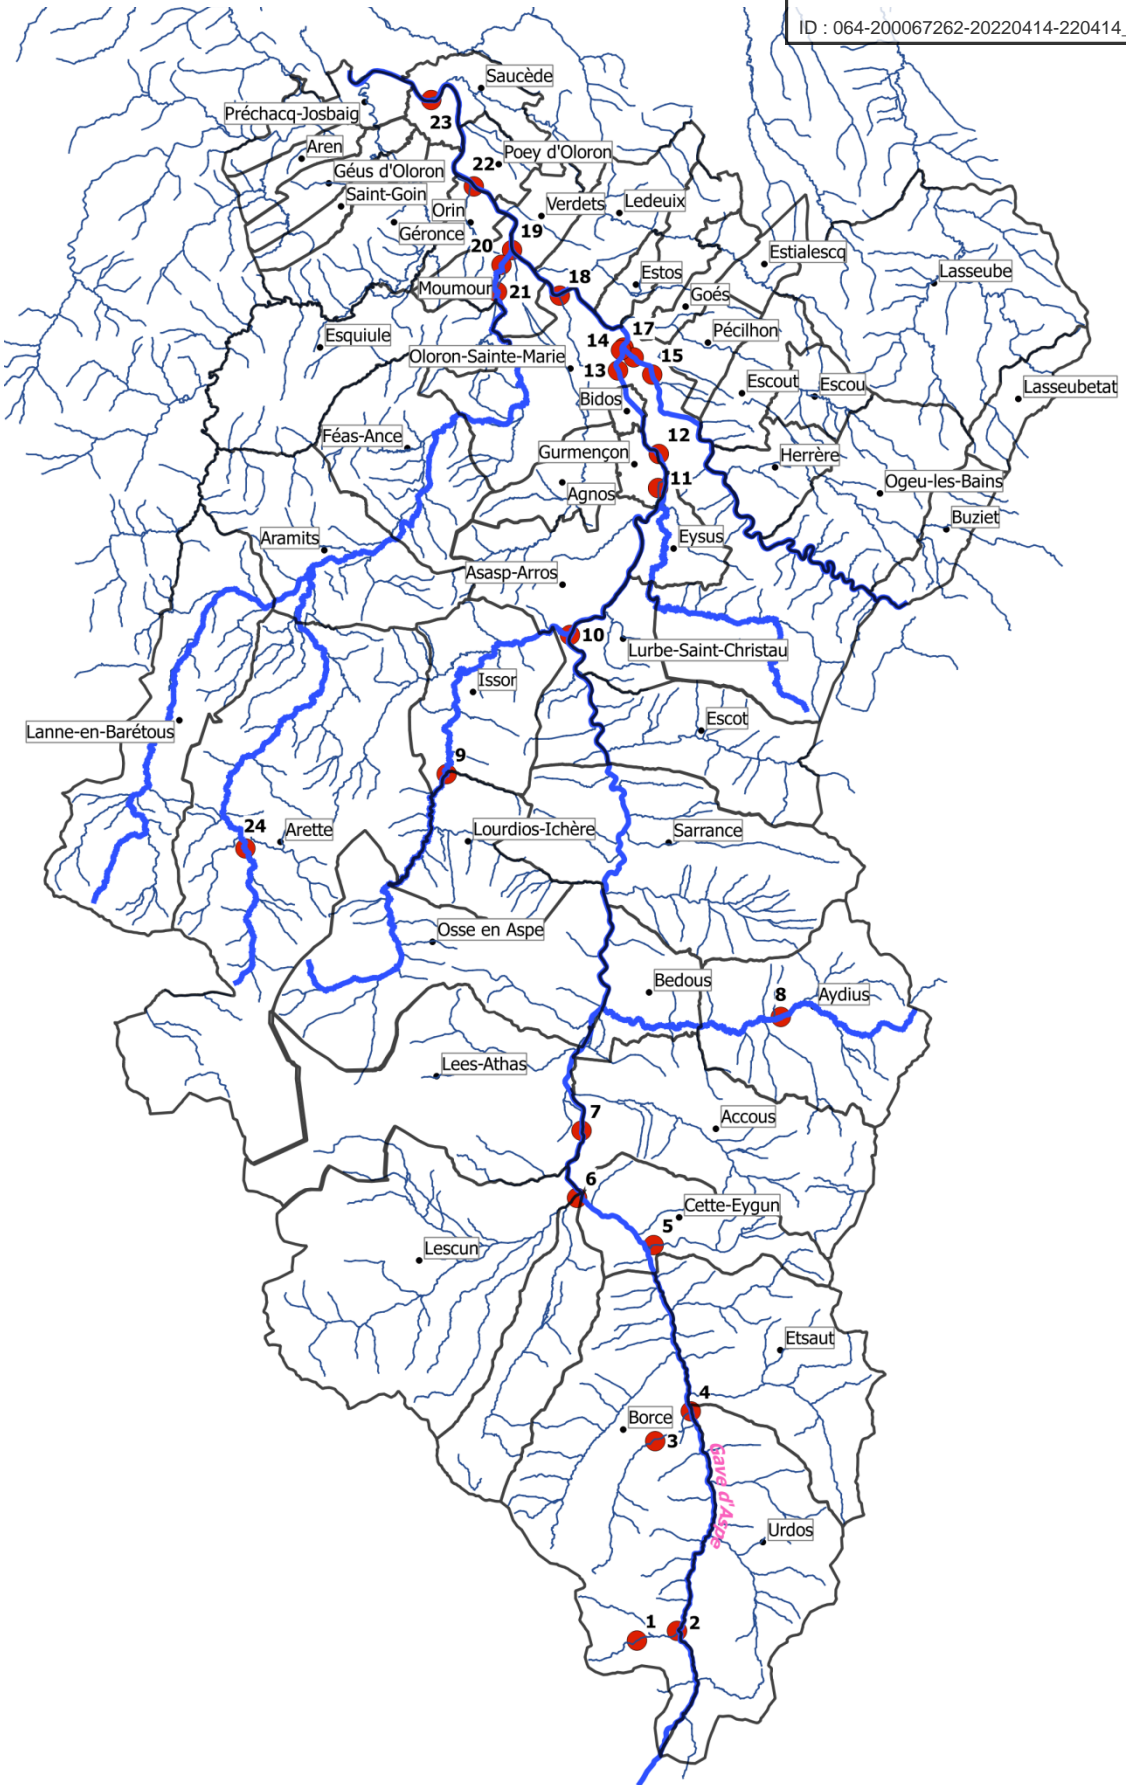 ID : 064-200067262-20220414-220414_
Saucède
Préchacq-Josbaig
23
Aren
22
Poey d'Oloron
Géus d'Oloron
Saint-Goin
Orin
Verdets
Ledeuix
Géronce
19
20
Estialescq
18
Estos
Lasseube
Moumour
21
Goés
17
Pécilhon
Esquiule
14
15
Oloron-Sainte-Marie
13
Escout
Escou
Lasseubetat
Bidos
12
Féas-Ance
Gurmençon
Herrère
11
Ogeu-les-Bains
Agnos
Buziet
Aramits
Eysus
Asasp-Arros
10
Lurbe-Saint-Christau
Issor
Escot
Lanne-en-Barétous
9
24
Arette
Lourdios-Ichère
Sarrance
Osse en Aspe
Bedous
8
Aydius
Lees-Athas
7
Accous
6
Cette-Eygun
5
Lescun
Etsaut
4
Borce
3
Gave d'Aspe
Urdos
1
2